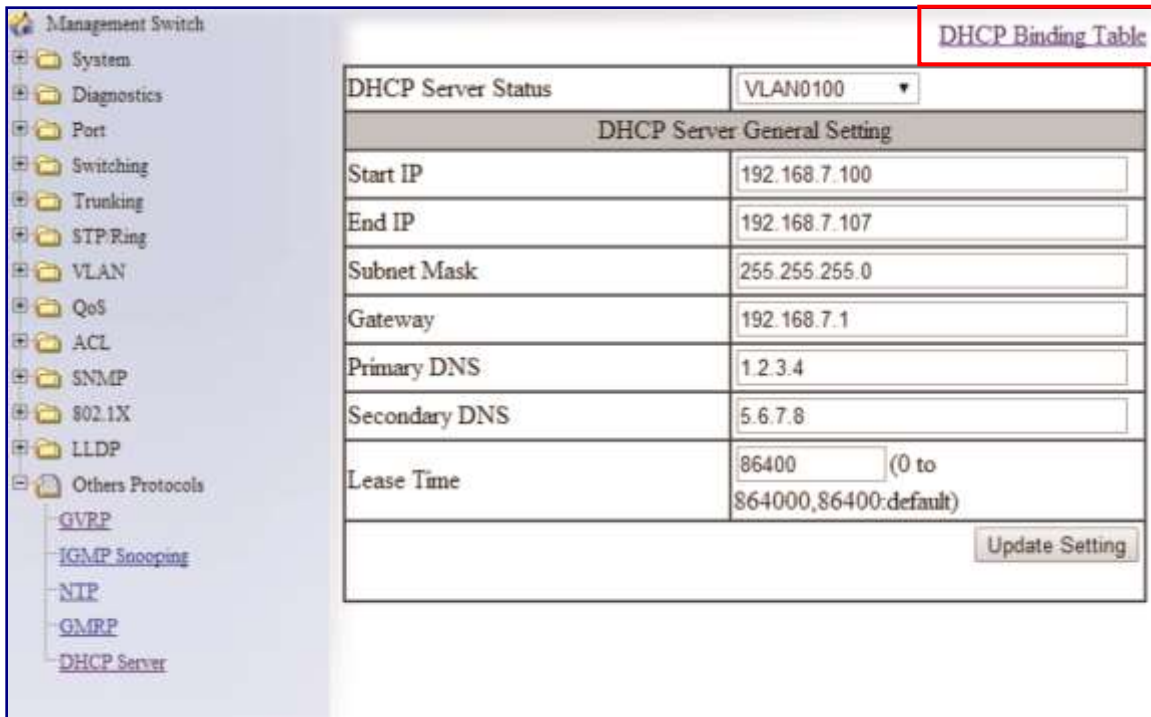 Management Switch
System
Diagnostics
Port
Switching
Trunking
STP/Ring
VLAN
QoS
ACL
SNMP
802.1X
LLDP
Others Protocols
GVRP
IGMP Snooping
NTP
GMRP
DHCP Server
DHCP Binding Table
DHCP Server Status VLAN0100
DHCP Server General Setting
Start IP 192.168.7.100
End IP 192.168.7.107
Subnet Mask 255.255.255.0
Gateway 192.168.7.1
Primary DNS 1.2.3.4
Secondary DNS 5.6.7.8
Lease Time 86400 (0 to
864000,86400:default)
Update Setting